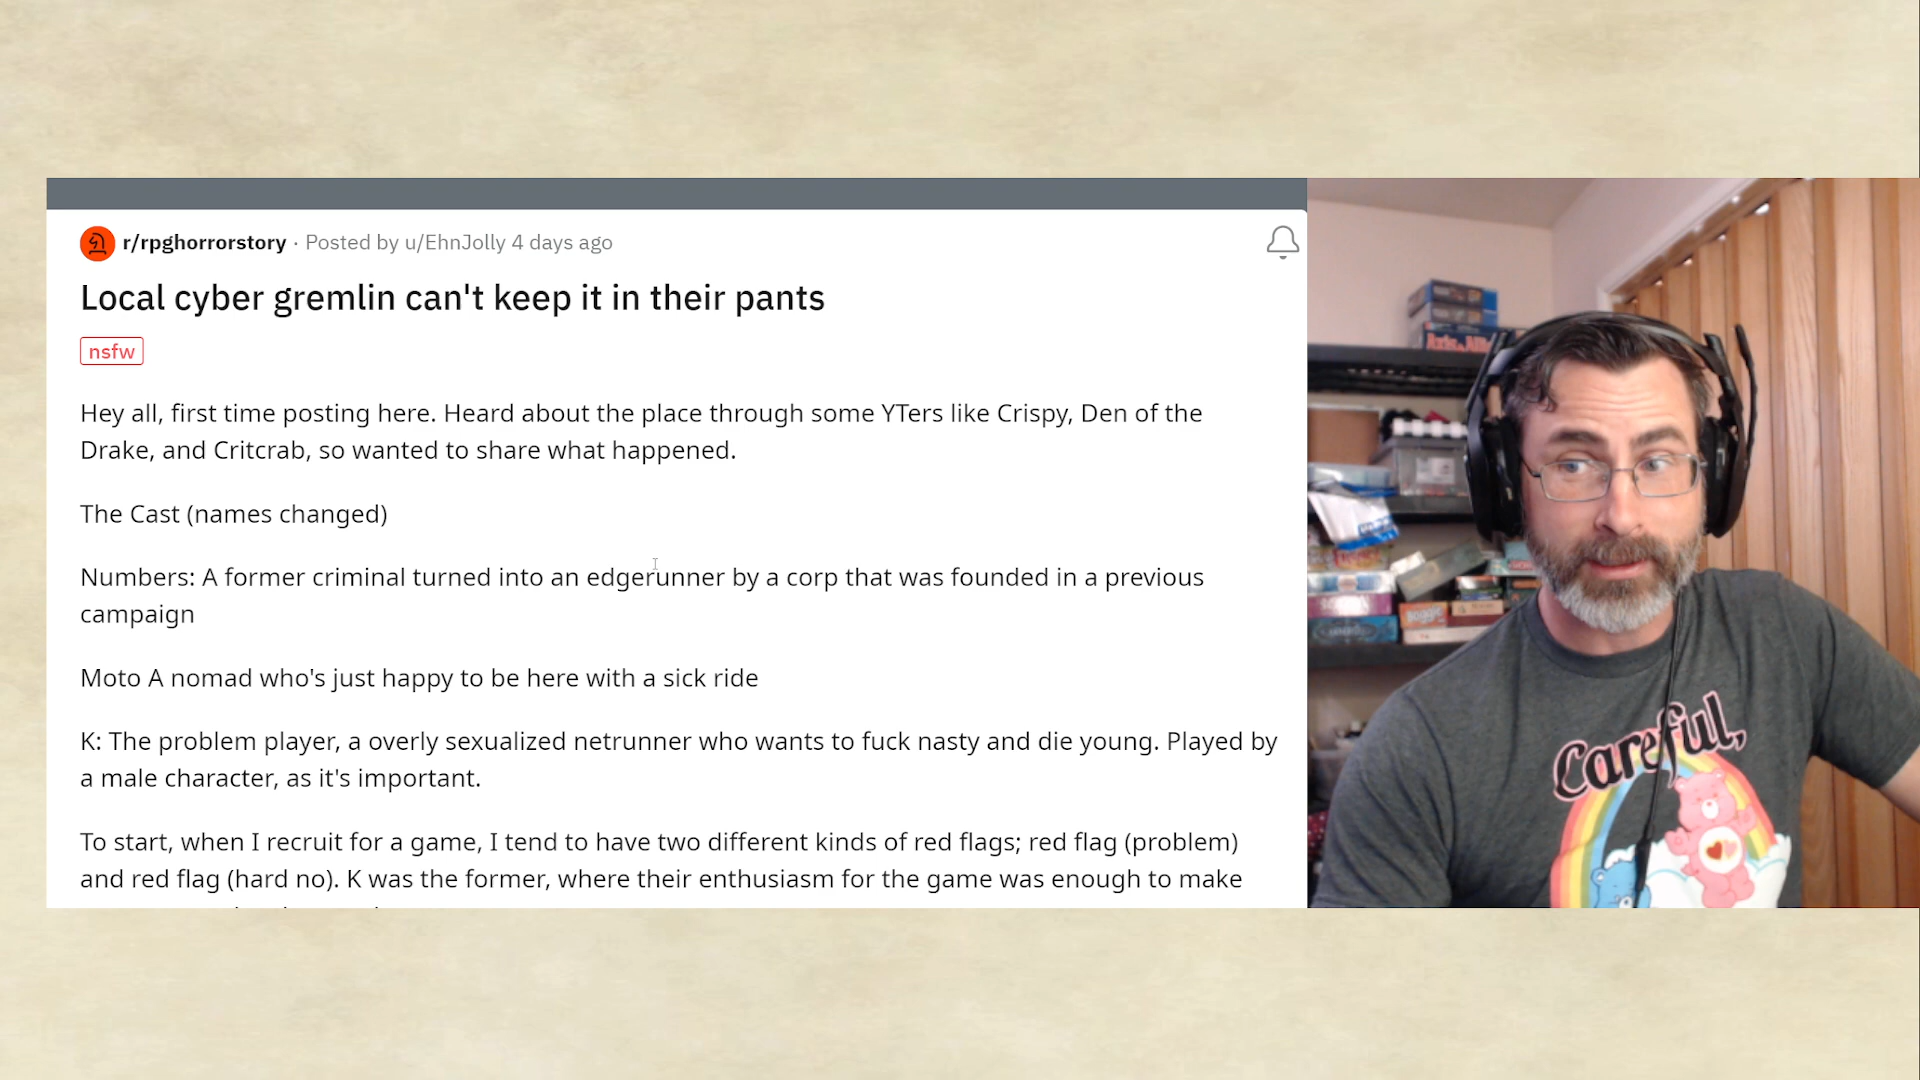 r/rpghorrorstory · Posted by u/EhnJolly 4 days ago
Local cyber gremlin can't keep it in their pants
nsfw
Hey all, first time posting here. Heard about the place through some YTers like Crispy, Den of the
Drake, and Critcrab, so wanted to share what happened.
The Cast (names changed)
Numbers: A former criminal turned into an edgerunner by a corp that was founded in a previous
campaign
Moto A nomad who's just happy to be here with a sick ride
K: The problem player, a overly sexualized netrunner who wants to fuck nasty and die young. Played by
a male character, as it's important.
To start, when I recruit for a game, I tend to have two different kinds of red flags; red flag (problem)
and red flag (hard no). K was the former, where their enthusiasm for the game was enough to make
Careful,